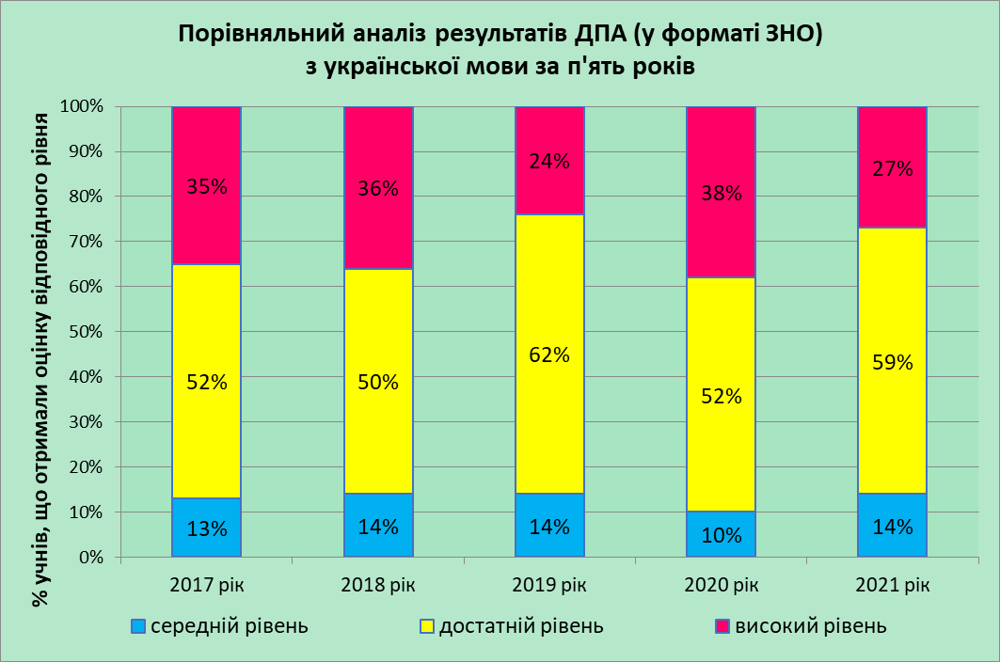 Порівняльний аналіз результатів ДПА (у форматі ЗНО)
з української мови за п'ять років
% учнів, що отримали оцінку відповідного рівня
100%
90%
80%
70%
60%
50%
40%
30%
20%
10%
0%
35% 36% 24% 38% 27%
52% 50% 62% 52% 59%
13% 14% 14% 10% 14%
2017 рік 2018 рік 2019 рік 2020 рік 2021 рік
середній рівень достатній рівень високий рівень